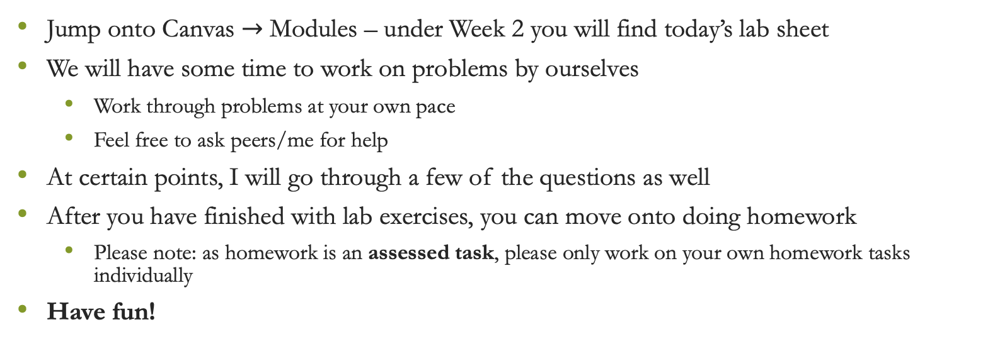 • Jump onto Canvas → Modules – under Week 2 you will find today’s lab sheet
• We will have some time to work on problems by ourselves
• Work through problems at your own pace
• Feel free to ask peers/me for help
• At certain points, I will go through a few of the questions as well
• After you have finished with lab exercises, you can move onto doing homework
• Please note: as homework is an assessed task, please only work on your own homework tasks
individually
• Have fun!